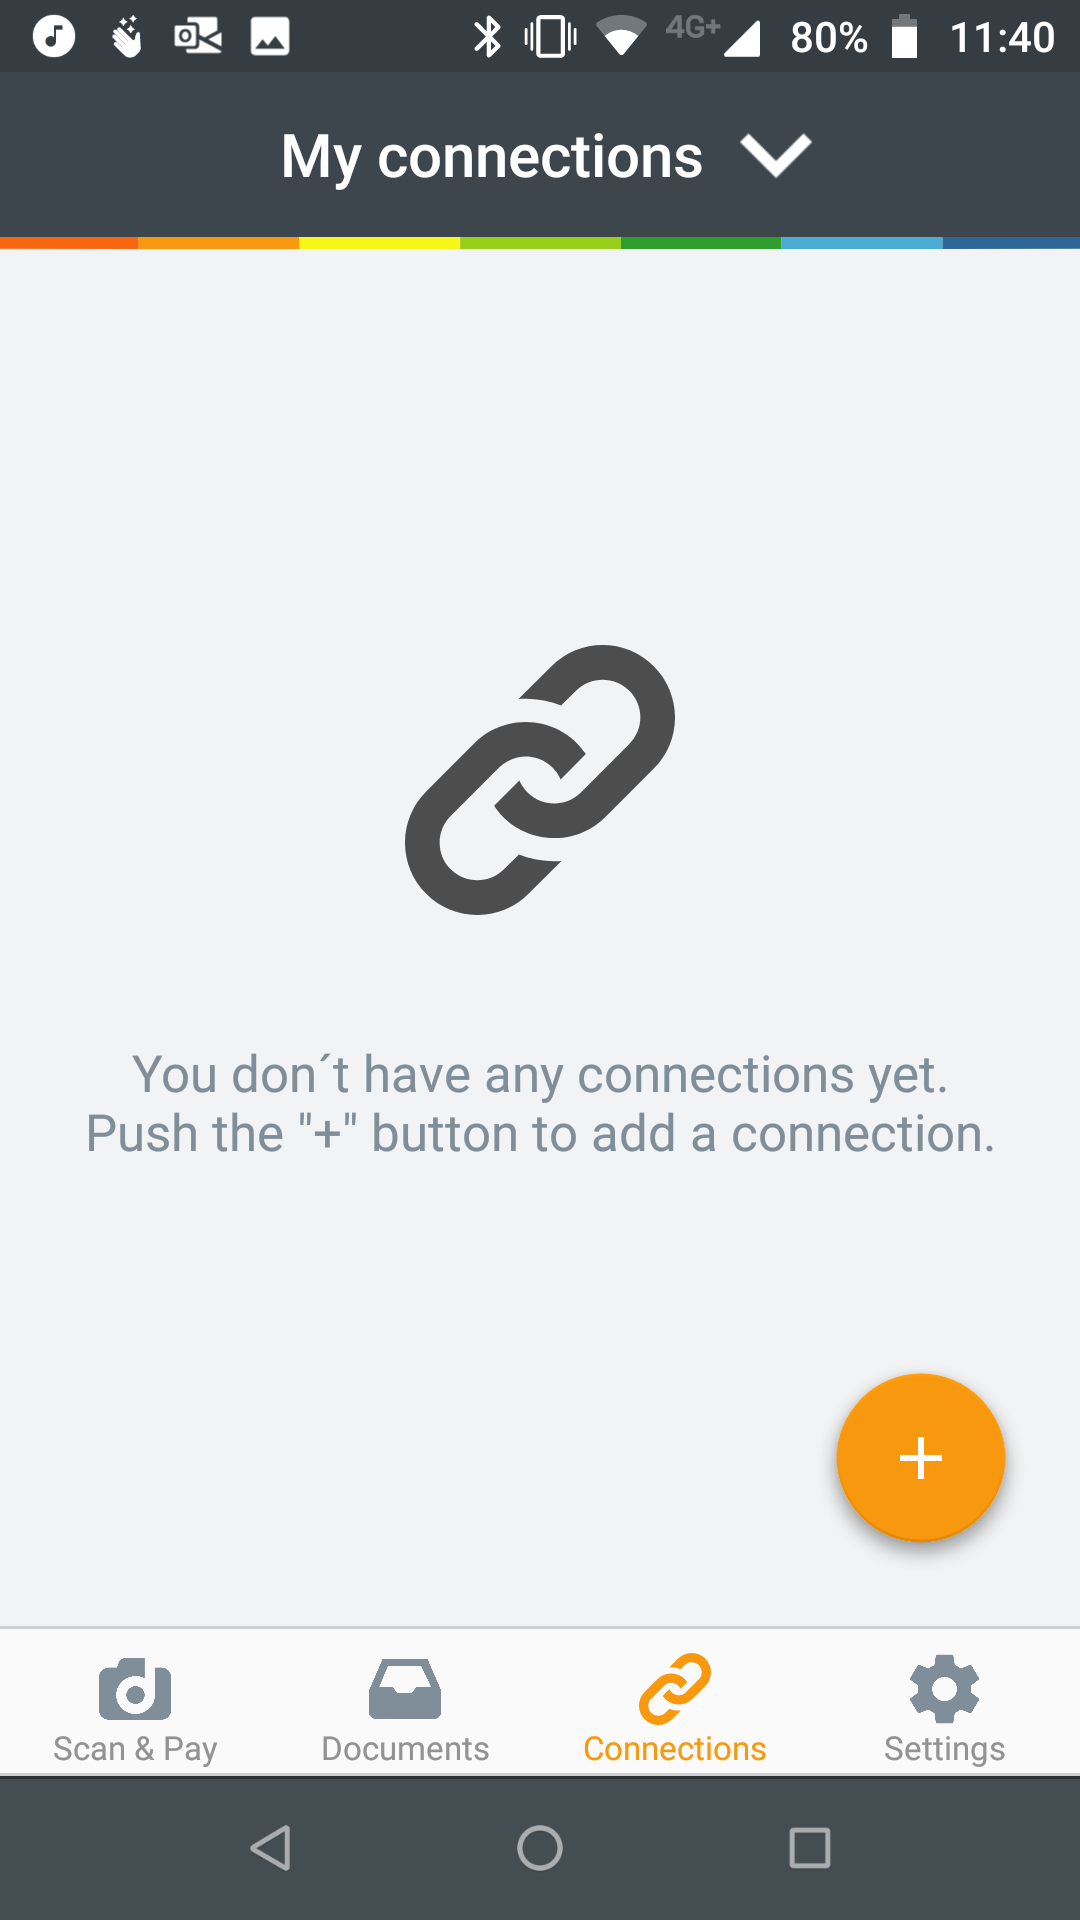 4G+ 80% 11:40
My connections
You don´t have any connections yet.
Push the "+" button to add a connection.
Scan & Pay Documents Connections Settings